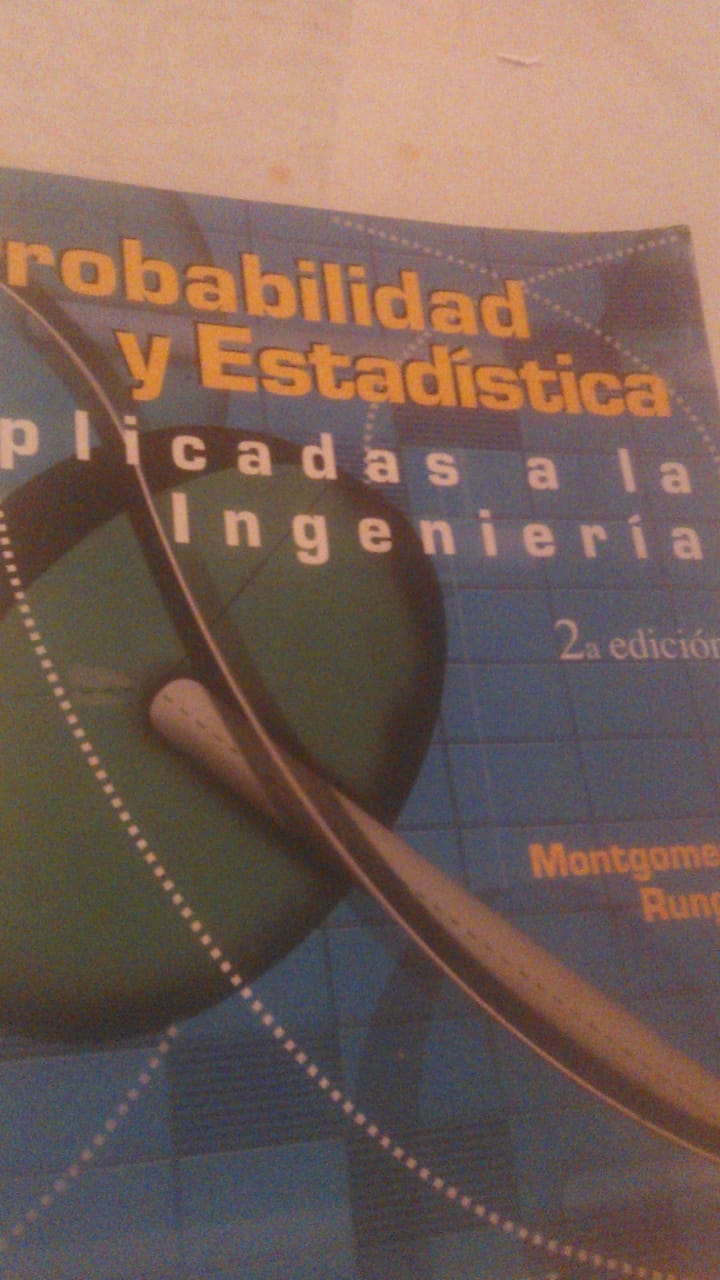 robabilidad
y Estadística
plicadas a la
Ingeniería
2a edición
Montgome
Rung